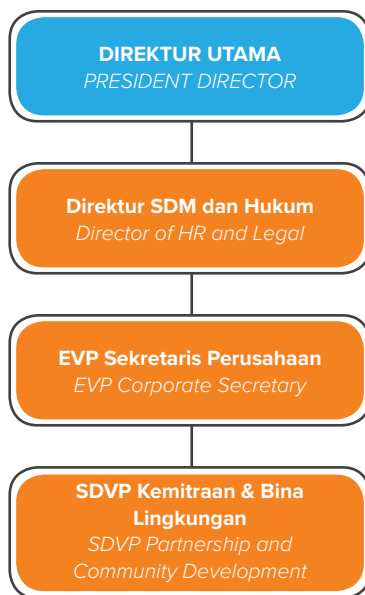 DIREKTUR UTAMA
PRESIDENT DIRECTOR
Direktur SDM dan Hukum
Director of HR and Legal
EVP Sekretaris Perusahaan
EVP Corporate Secretary
SDVP Kemitraan & Bina
Lingkungan
SDVP Partnership and
Community Development